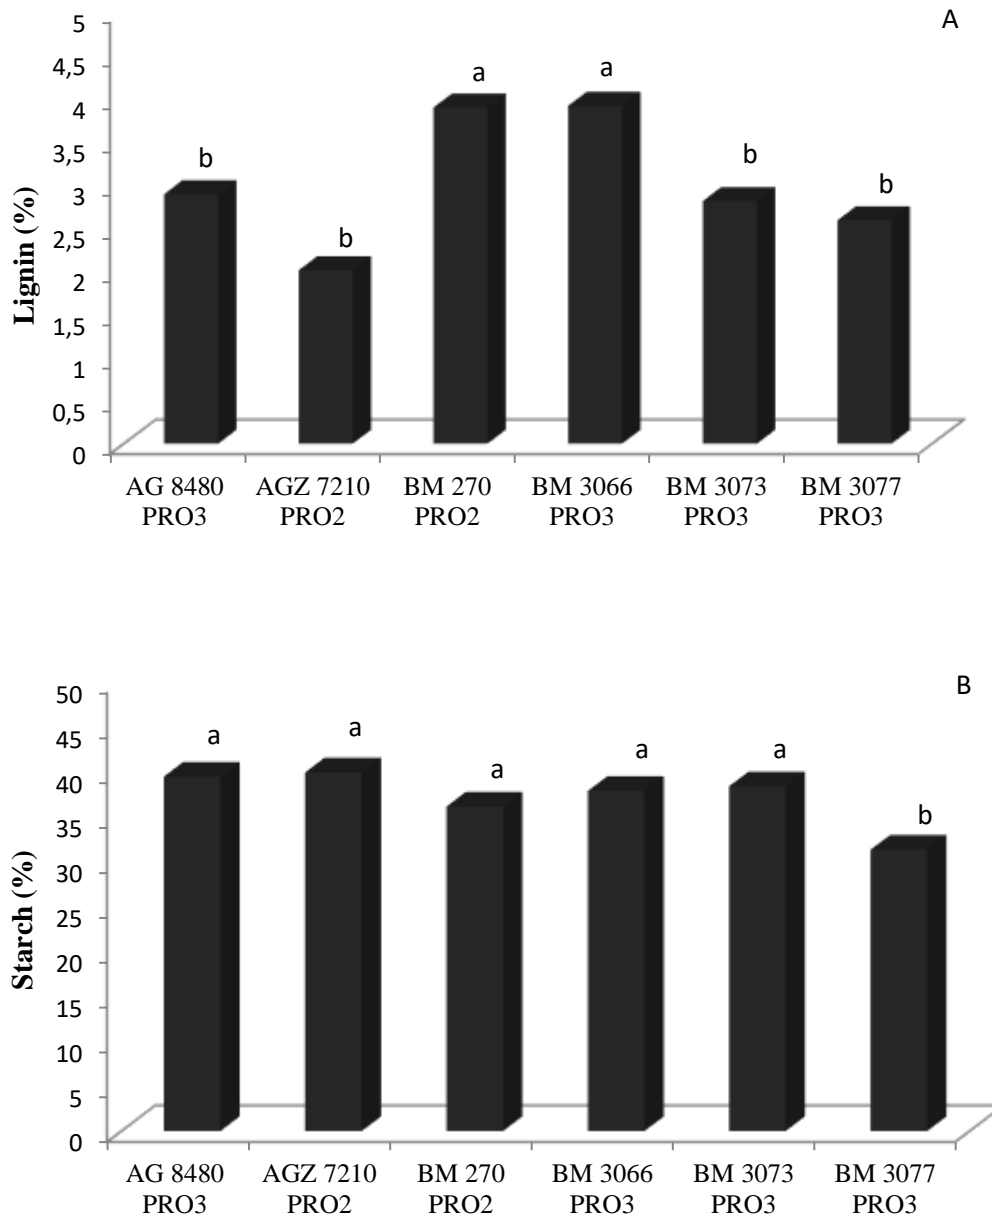 A
5
4,5
4
3,5
3
2,5
2
1,5
1
0,5
0
Lignin (%)
b
b
a
a
b
b
AG 8480
PRO3
AGZ 7210
PRO2
BM 270
PRO2
BM 3066
PRO3
BM 3073
PRO3
BM 3077
PRO3
B
50
45
40
35
30
25
20
15
10
5
0
Starch (%)
a
a
a
a
a
b
AG 8480
PRO3
AGZ 7210
PRO2
BM 270
PRO2
BM 3066
PRO3
BM 3073
PRO3
BM 3077
PRO3